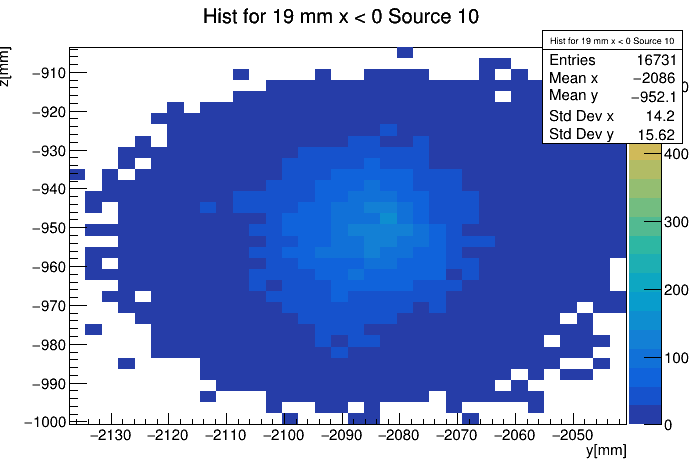 Hist for 19 mm x < 0 Source 10
Hist for 19 mm x < 0 Source 10
Entries 16731
Mean x −2086
Mean y −952.1
Std Dev x 14.2
Std Dev y 15.62
z[mm]
−910
−920
−930
−940
−950
−960
−970
−980
−990
−1000
−2130 −2120 −2110 −2100 −2090 −2080 −2070 −2060 −2050
y[mm]
0
400
300
200
100
0